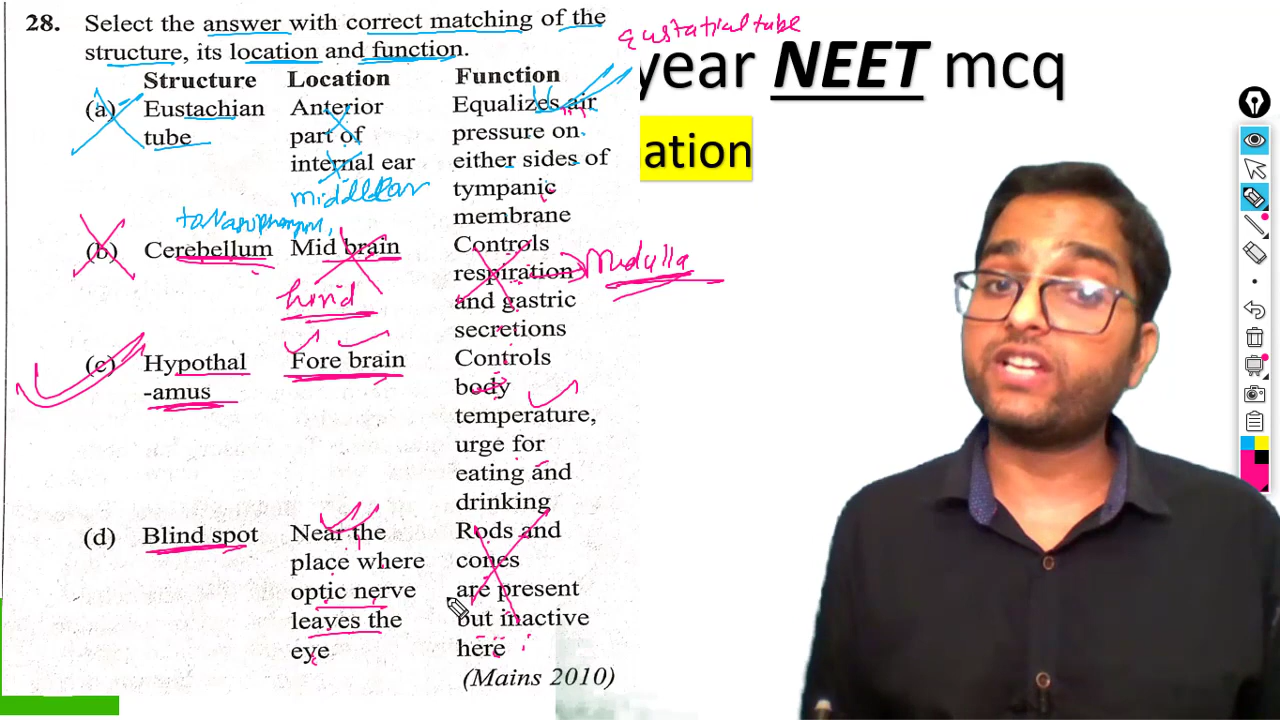 28. Select the answer with correct matching of the
structure, its location and function.
Structure Location Function
(a) Eustachian Anterior Equalizes air
tube part of pressure on
internal ear either sides of
middle Ear tympanic
membrane
(b) Cerebellum Mid brain Controls
respiration Medulla
hind and gastric
secretions
(c) Hypothal Fore brain Controls
-amus body
temperature,
urge for
eating and
drinking
(d) Blind spot Near the Rods and
place where cones
optic nerve are present
leaves the but inactive
eye here
(Mains 2010)
tube
year NEET mcq
ation